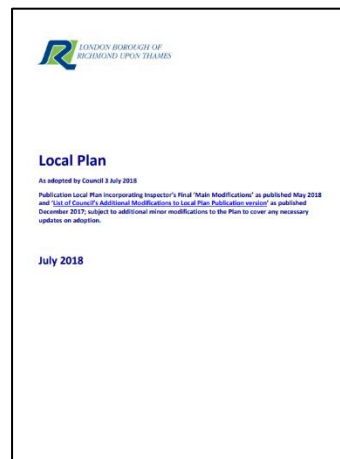 LONDON BOROUGH OF
RICHMOND UPON THAMES
Local Plan
As adopted by Council 3 July 2018
Publication Local Plan incorporating Inspector's Final 'Main Modifications' as published May 2018
and 'List of Council's Additional Modifications to Local Plan Publication version' as published
December 2017; subject to additional minor modifications to the Plan to cover any necessary
updates on adoption.
July 2018